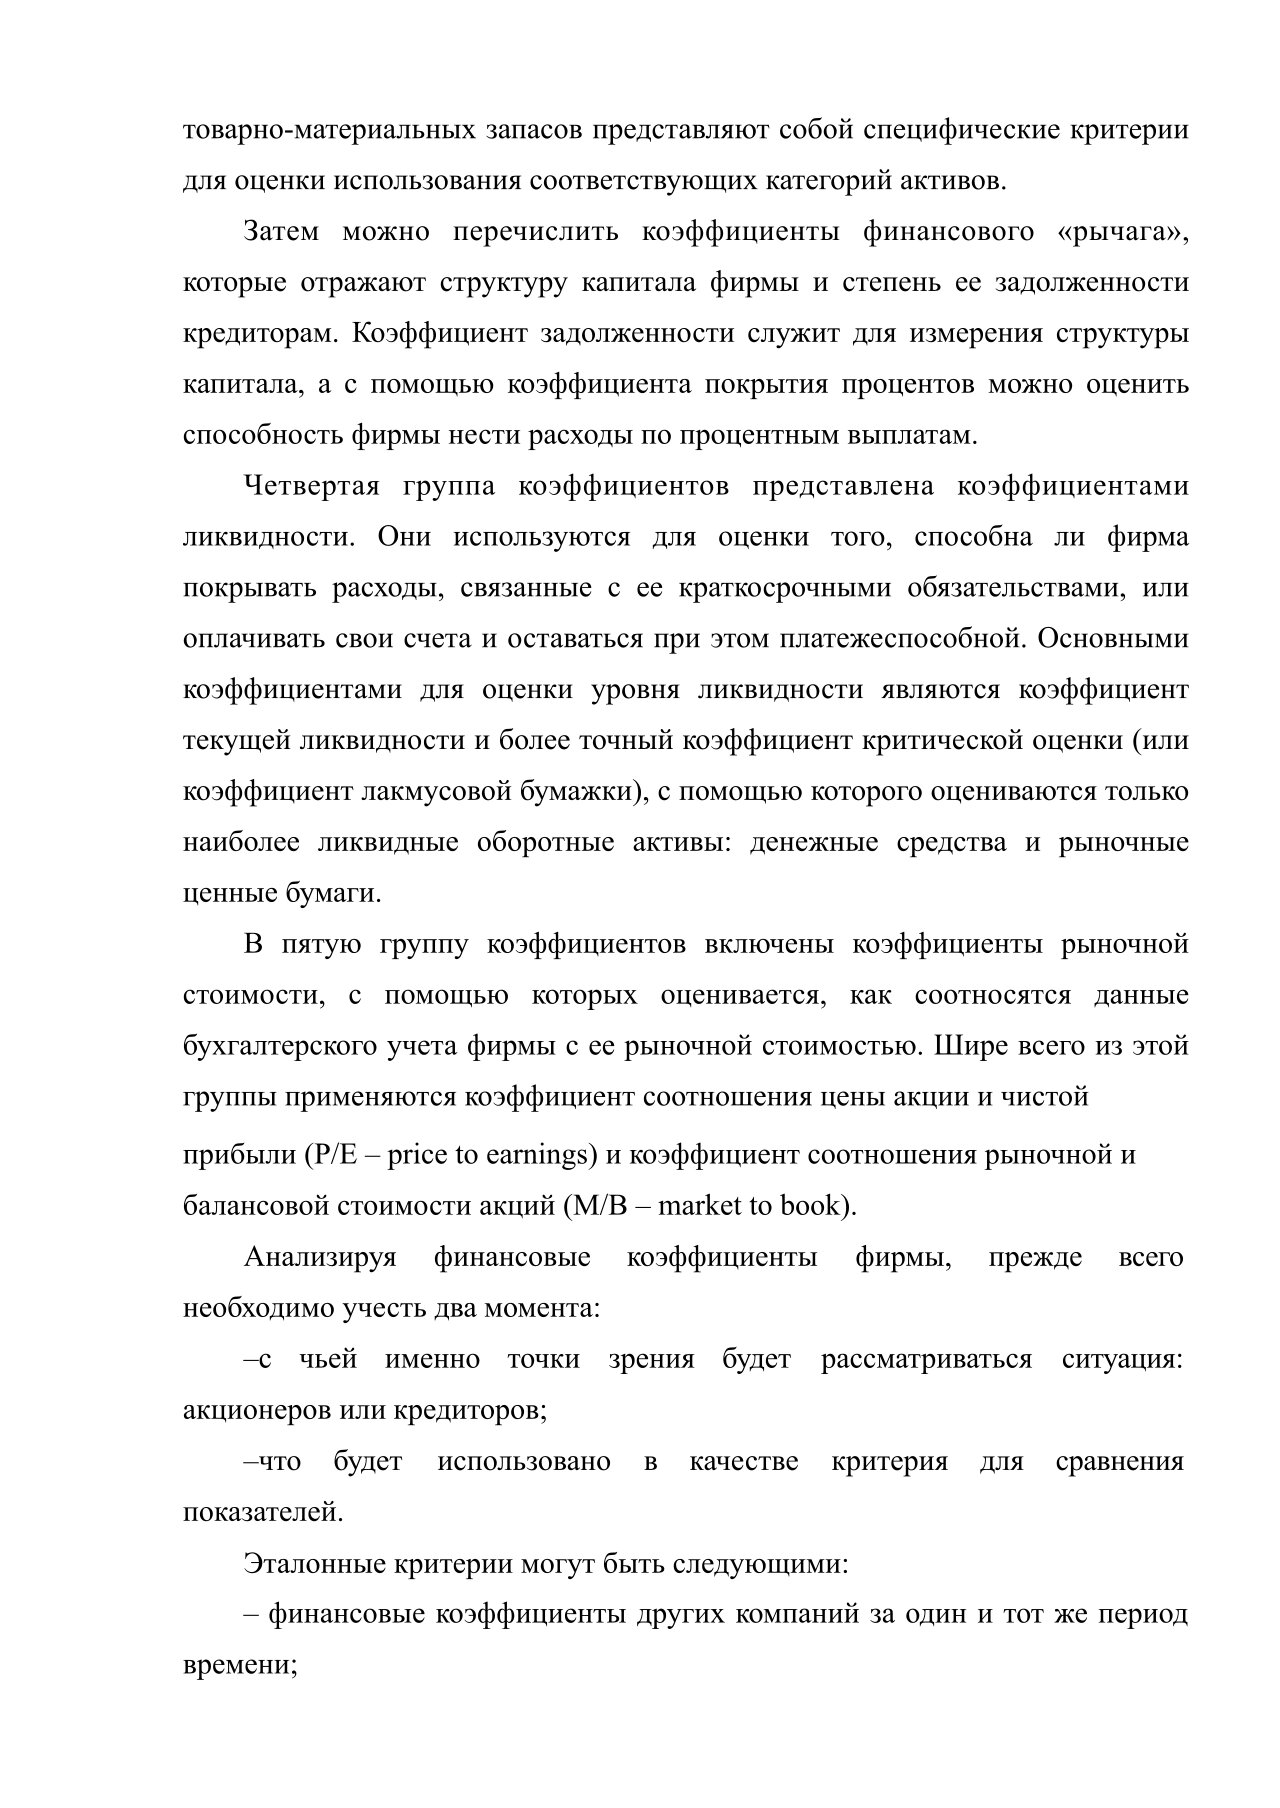 товарно-материальных запасов представляют собой специфические критерии
для оценки использования соответствующих категорий активов.
Затем можно перечислить коэффициенты финансового «рычага»,
которые отражают структуру капитала фирмы и степень ее задолженности
кредиторам. Коэффициент задолженности служит для измерения структуры
капитала, а с помощью коэффициента покрытия процентов можно оценить
способность фирмы нести расходы по процентным выплатам.
Четвертая группа коэффициентов представлена коэффициентами
ликвидности. Они используются для оценки того, способна ли фирма
покрывать расходы, связанные с ее краткосрочными обязательствами, или
оплачивать свои счета и оставаться при этом платежеспособной. Основными
коэффициентами для оценки уровня ликвидности являются коэффициент
текущей ликвидности и более точный коэффициент критической оценки (или
коэффициент лакмусовой бумажки), с помощью которого оцениваются только
наиболее ликвидные оборотные активы: денежные средства и рыночные
ценные бумаги.
В пятую группу коэффициентов включены коэффициенты рыночной
стоимости, с помощью которых оценивается, как соотносятся данные
бухгалтерского учета фирмы с ее рыночной стоимостью. Шире всего из этой
группы применяются коэффициент соотношения цены акции и чистой
прибыли (P/E – price to earnings) и коэффициент соотношения рыночной и
балансовой стоимости акций (M/B – market to book).
Анализируя финансовые коэффициенты фирмы, прежде всего
необходимо учесть два момента:
–с чьей именно точки зрения будет рассматриваться ситуация:
акционеров или кредиторов;
–что будет использовано в качестве критерия для сравнения
показателей.
Эталонные критерии могут быть следующими:
– финансовые коэффициенты других компаний за один и тот же период
времени;